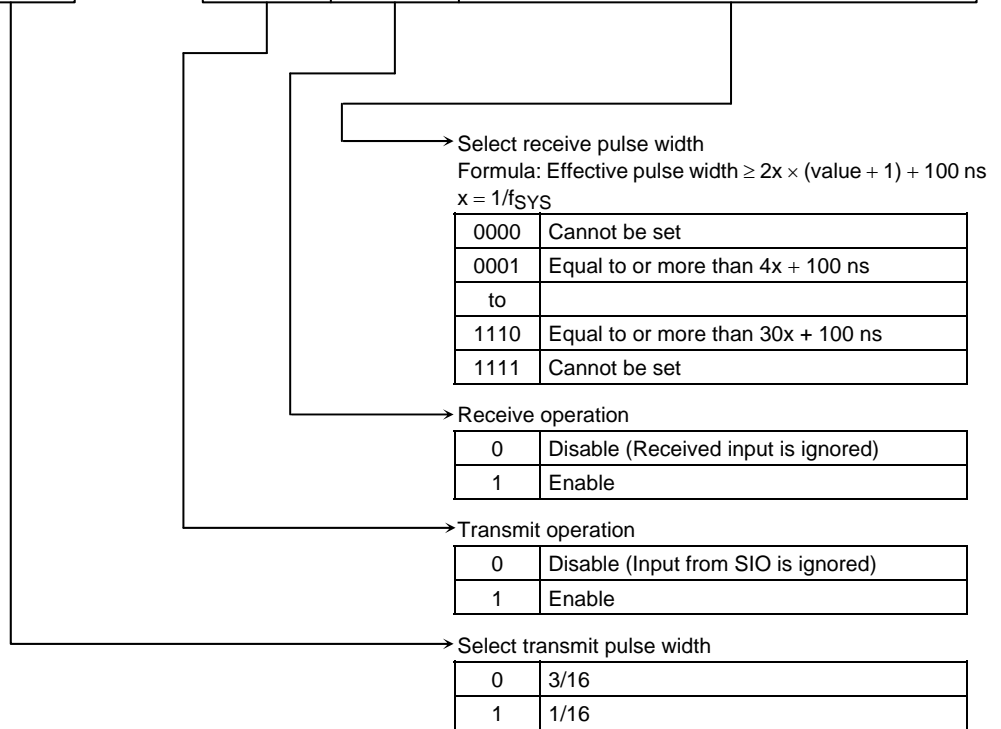 Select receive pulse width
Formula: Effective pulse width ≥ 2x × (value + 1) + 100 ns
x = 1/fSYS
0000 Cannot be set
0001 Equal to or more than 4x + 100 ns
to
1110 Equal to or more than 30x + 100 ns
1111 Cannot be set
Receive operation
0 Disable (Received input is ignored)
1 Enable
Transmit operation
0 Disable (Input from SIO is ignored)
1 Enable
Select transmit pulse width
0 3/16
1 1/16